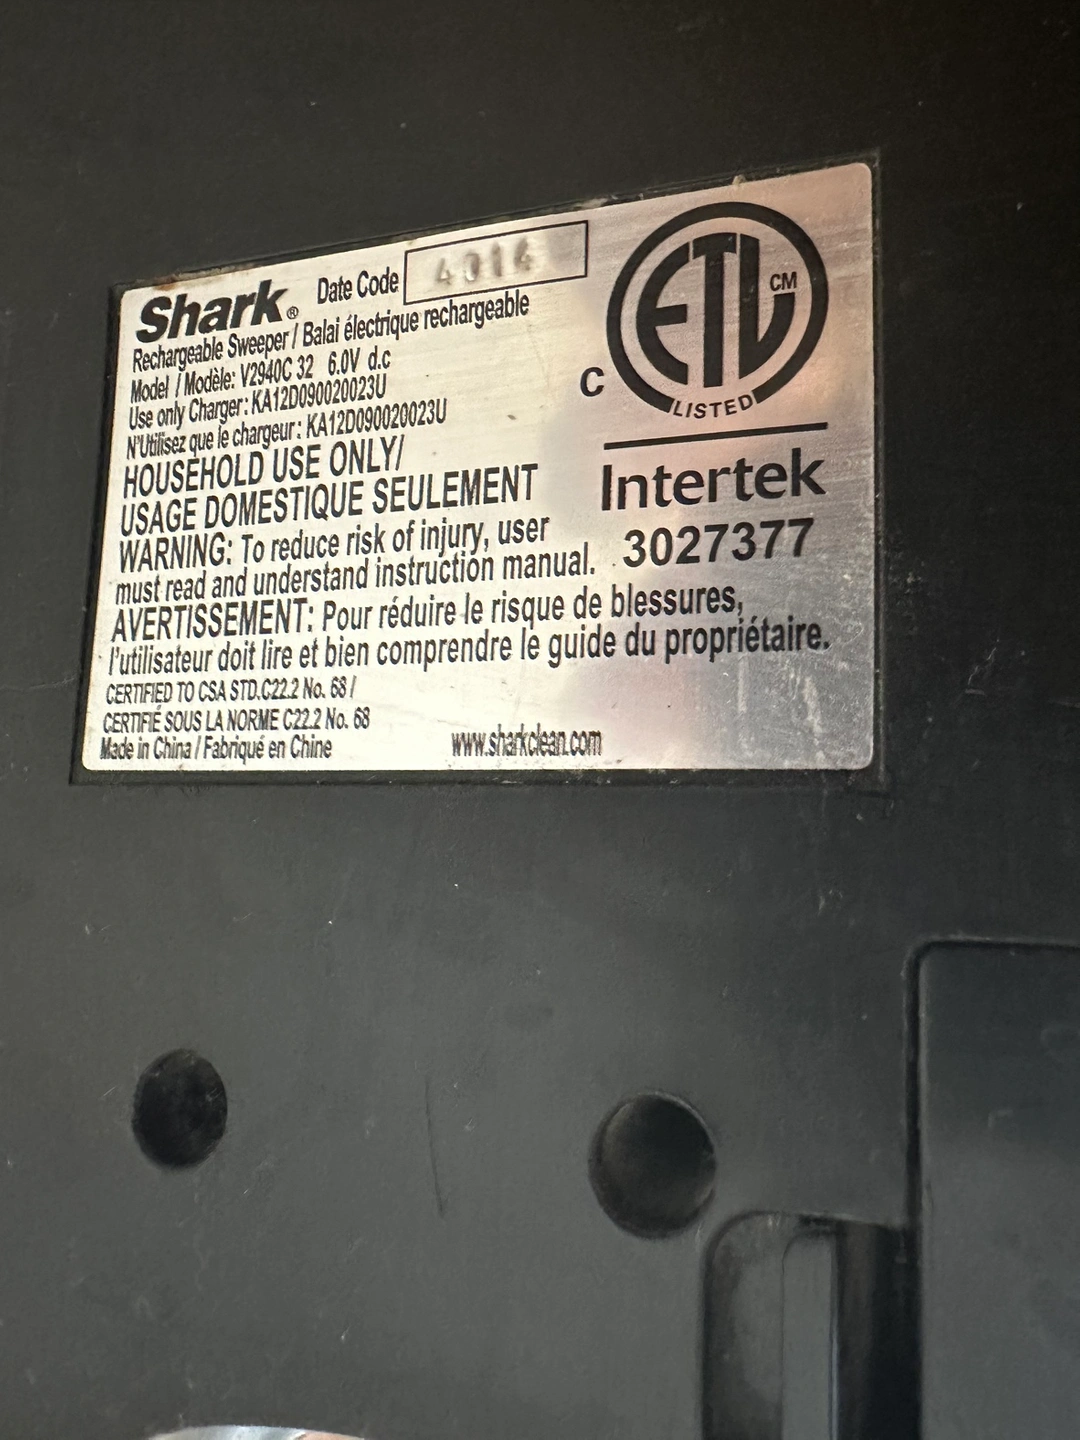 Shark® Date Code 4014
Rechargeable Sweeper / Balai électrique rechargeable
Model / Modèle: V2940C 32 6.0V d.c
Use only Charger: KA12D090020023U
N'Utilisez que le chargeur: KA12D090020023U
HOUSEHOLD USE ONLY/
USAGE DOMESTIQUE SEULEMENT
WARNING: To reduce risk of injury, user
must read and understand instruction manual.
AVERTISSEMENT: Pour réduire le risque de blessures,
l'utilisateur doit lire et bien comprendre le guide du propriétaire.
CERTIFIED TO CSA STD.C22.2 No. 68 /
CERTIFIÉ SOUS LA NORME C22.2 No. 68
Made in China / Fabriqué en Chine www.sharkclean.com
C ETL CM
LISTED
Intertek
3027377